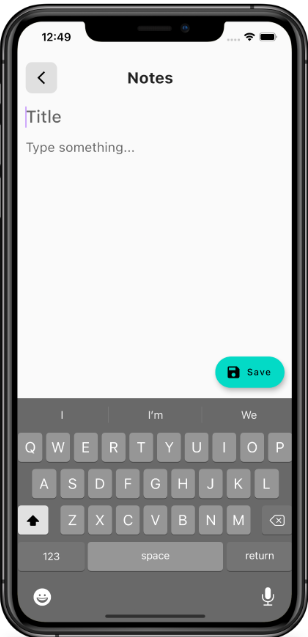 12:49
Notes
Title
Type something...
Save
I I'm We
Q W E R T Y U I O P
A S D F G H J K L
Z X C V B N M
123 space return